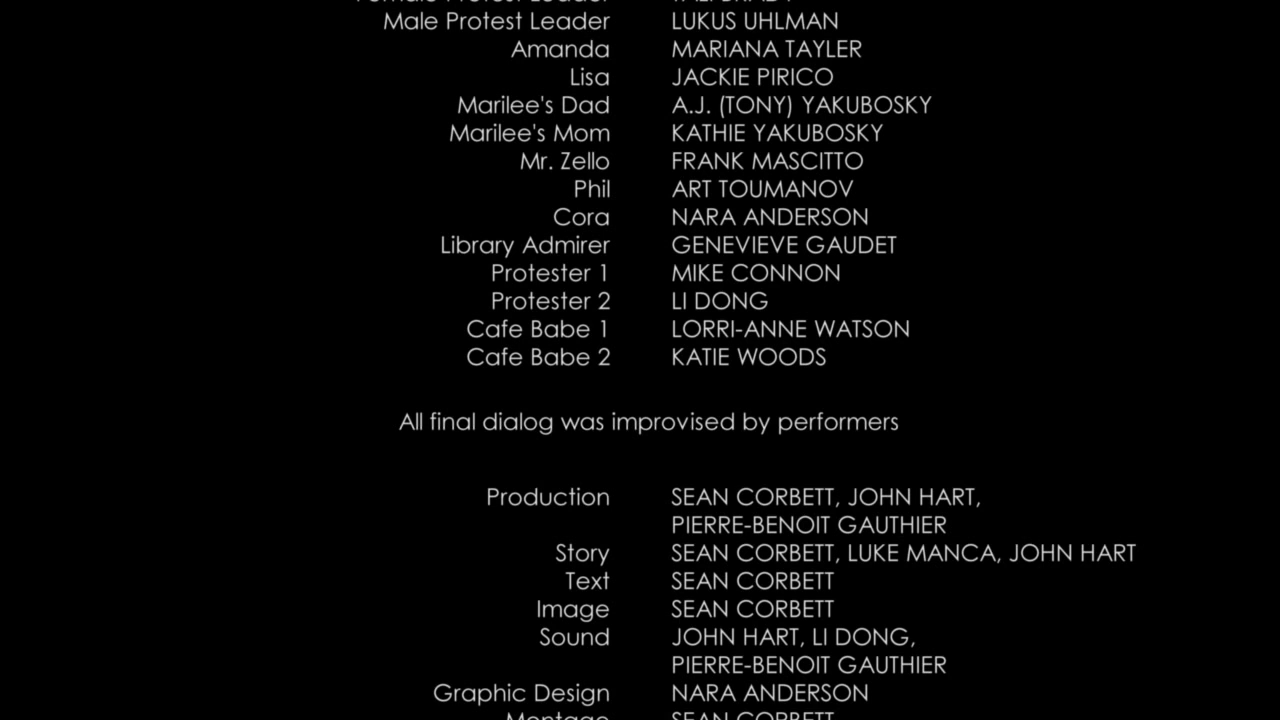 Male Protest Leader LUKUS UHLMAN
Amanda MARIANA TAYLER
Lisa JACKIE PIRICO
Marilee's Dad A.J. (TONY) YAKUBOSKY
Marilee's Mom KATHIE YAKUBOSKY
Mr. Zello FRANK MASCITTO
Phil ART TOUMANOV
Cora NARA ANDERSON
Library Admirer GENEVIEVE GAUDET
Protester 1 MIKE CONNON
Protester 2 LI DONG
Cafe Babe 1 LORRI-ANNE WATSON
Cafe Babe 2 KATIE WOODS
All final dialog was improvised by performers
Production SEAN CORBETT, JOHN HART,
PIERRE-BENOIT GAUTHIER
Story SEAN CORBETT, LUKE MANCA, JOHN HART
Text SEAN CORBETT
Image SEAN CORBETT
Sound JOHN HART, LI DONG,
PIERRE-BENOIT GAUTHIER
Graphic Design NARA ANDERSON
Montage SEAN CORBETT